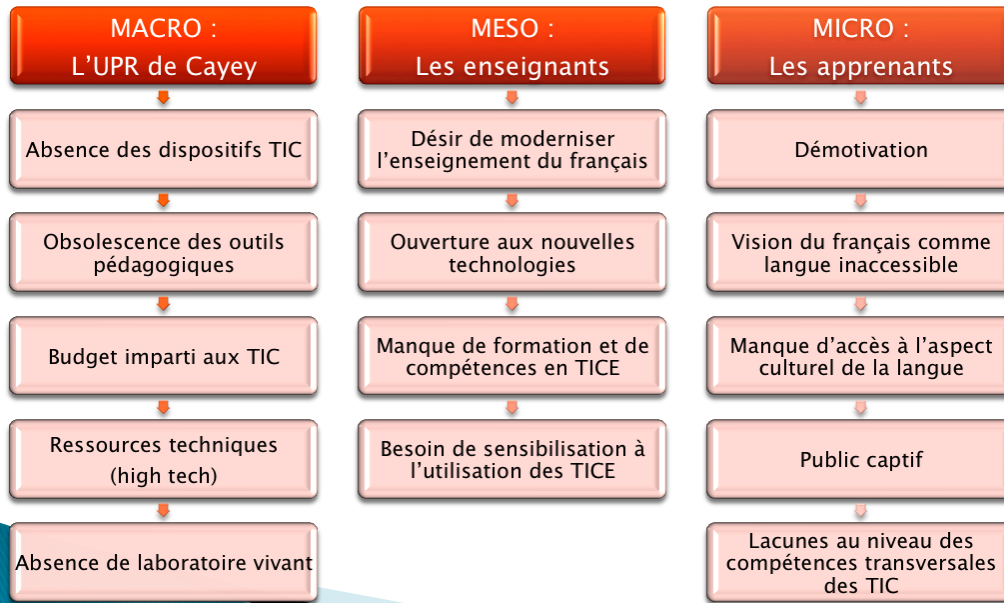 MACRO :
L'UPR de Cayey
Absence des dispositifs TIC
Obsolescence des outils
pédagogiques
Budget imparti aux TIC
Ressources techniques
(high tech)
Absence de laboratoire vivant
MESO :
Les enseignants
Désir de moderniser
l'enseignement du français
Ouverture aux nouvelles
technologies
Manque de formation et de
compétences en TICE
Besoin de sensibilisation à
l'utilisation des TICE
MICRO :
Les apprenants
Démotivation
Vision du français comme
langue inaccessible
Manque d'accès à l'aspect
culturel de la langue
Public captif
Lacunes au niveau des
compétences transversales
des TIC